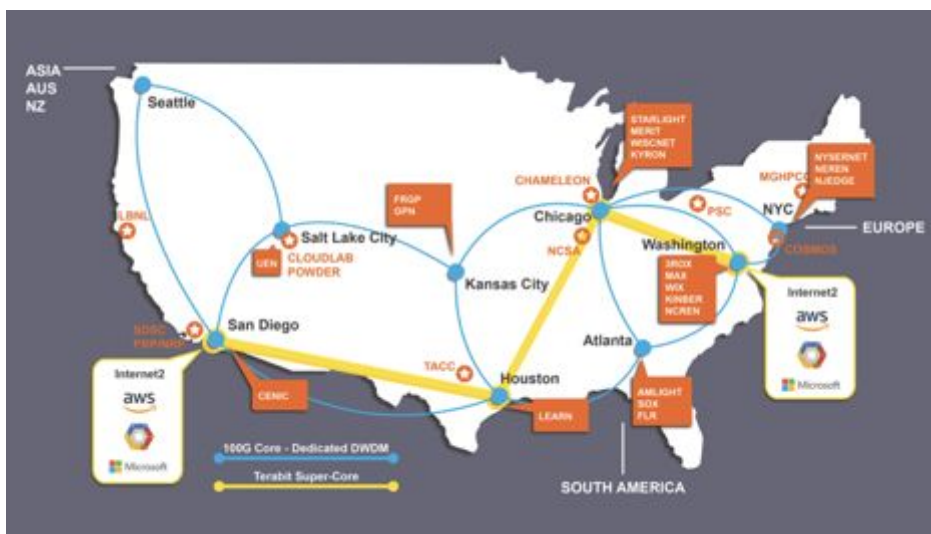 ASIA
AUS
NZ
Seattle
STARLIGHT
MERIT
WISCNET
KYRON
NYSERNET
NEREN
NJEDGE
CHAMELEON
MGHPCC
FRGP
GPN
PSC
NYC
Chicago
EUROPE
LBNL
Salt Lake City
NCSA
Washington
COSMOS
UEN
CLOUDLAB
POWDER
Kansas City
3ROX
MAX
WIX
KINBER
NCREN
Internet2
aws
Microsoft
San Diego
SDSC
PRP/NRP
Atlanta
TACC
Houston
Internet2
aws
Microsoft
CENIC
LEARN
AMLIGHT
SOX
FLR
100G Core - Dedicated DWDM
Terabit Super-Core
SOUTH AMERICA